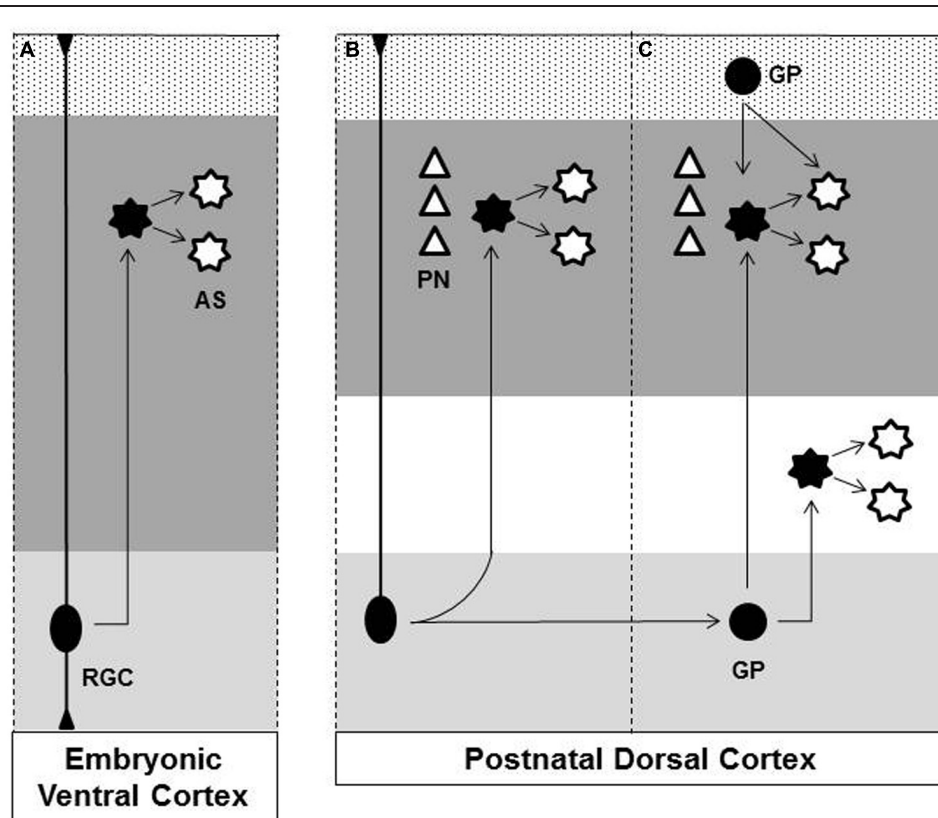 A
B
C
GP
AS
PN
RGC
GP
Embryonic
Ventral Cortex
Postnatal Dorsal Cortex